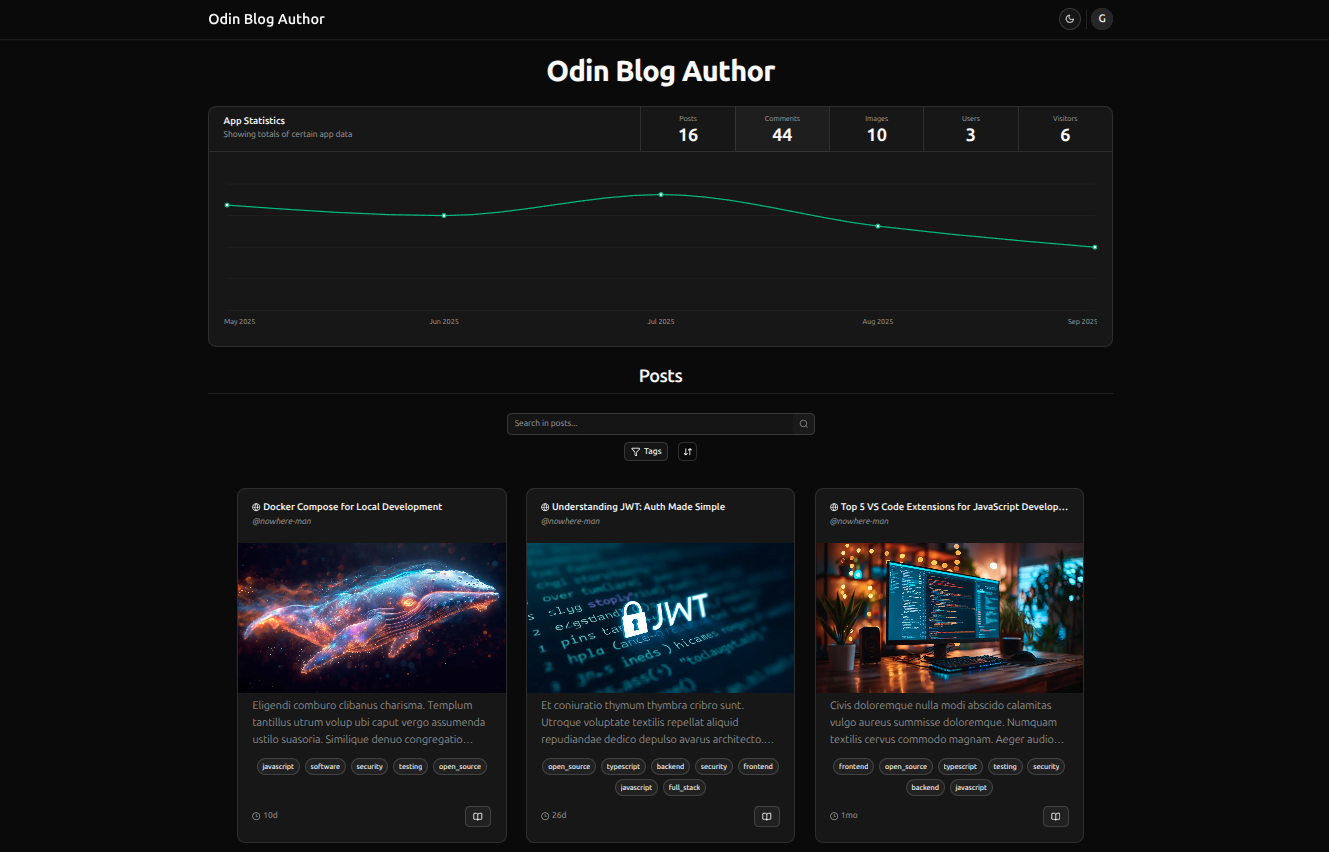 Odin Blog Author
G
Odin Blog Author
App Statistics
Showing totals of certain app data
Posts
16
Comments
44
Images
10
Users
3
Visitors
6
May 2025
Jun 2025
Jul 2025
Aug 2025
Sep 2025
Posts
Search in posts...
Tags
Docker Compose for Local Development
@nowhere-man
Eligendi comburo clibanus charisma. Templum
tantillus utrum volup ubi caput vergo assumenda
ustilo suasoria. Similique denuo congregatio…
javascript
software
security
testing
open_source
10d
Understanding JWT: Auth Made Simple
@nowhere-man
JWT
Et coniuratio thymum thymbra cribro sunt.
Utroque voluptate textilis repellat aliquid
repudiandae dedico depulso avarus architecto.…
open_source
typescript
backend
security
frontend
javascript
full_stack
26d
Top 5 VS Code Extensions for JavaScript Develop…
@nowhere-man
Civis doloremque nulla modi abscido calamitas
vulgo aureus summisse doloremque. Numquam
textilis cervus commodo magnam. Aeger audio…
frontend
open_source
typescript
testing
security
backend
javascript
1mo